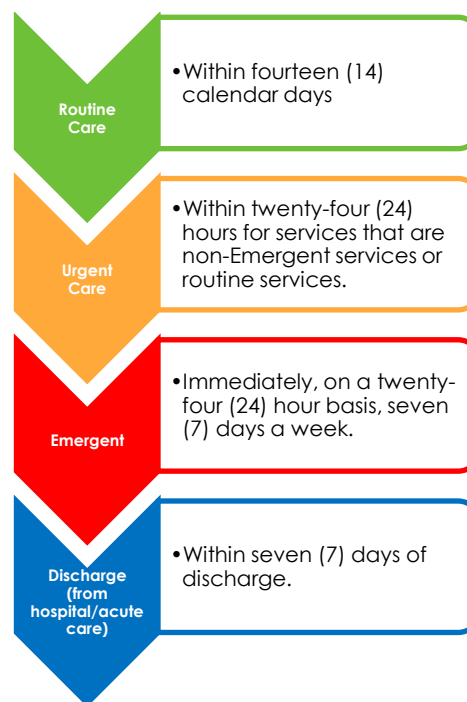 Routine
Care
•Within fourteen (14)
calendar days
Urgent
Care
•Within twenty-four (24)
hours for services that are
non-Emergent services or
routine services.
Emergent
•Immediately, on a twenty-
four (24) hour basis, seven
(7) days a week.
Discharge
(from
hospital/acute
care)
•Within seven (7) days of
discharge.